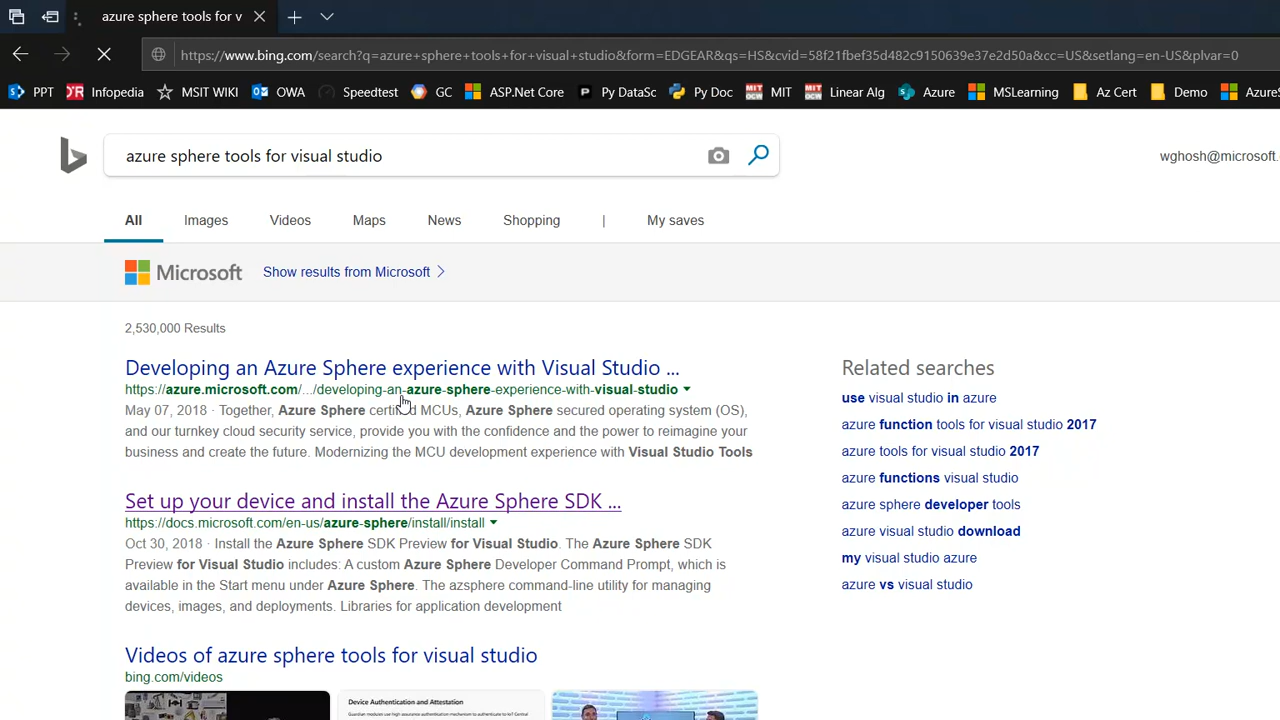 azure sphere tools for v
https://www.bing.com/search?q=azure+sphere+tools+for+visual+studio&form=EDGEAR&qs=HS&cvid=58f21fbef35d482c9150639e37e2d50a&cc=US&setlang=en-US&plvar=0
PPT Infopedia MSIT WIKI OWA Speedtest GC ASP.Net Core Py DataSc Py Doc MIT Linear Alg Azure MSLearning Az Cert Demo AzureS
azure sphere tools for visual studio
wghosh@microsoft.
All Images Videos Maps News Shopping | My saves
Microsoft Show results from Microsoft
2,530,000 Results
Developing an Azure Sphere experience with Visual Studio ...
https://azure.microsoft.com/.../developing-an-azure-sphere-experience-with-visual-studio
May 07, 2018 · Together, Azure Sphere certified MCUs, Azure Sphere secured operating system (OS),
and our turnkey cloud security service, provide you with the confidence and the power to reimagine your
business and create the future. Modernizing the MCU development experience with Visual Studio Tools
Set up your device and install the Azure Sphere SDK ...
https://docs.microsoft.com/en-us/azure-sphere/install/install
Oct 30, 2018 · Install the Azure Sphere SDK Preview for Visual Studio. The Azure Sphere SDK
Preview for Visual Studio includes: A custom Azure Sphere Developer Command Prompt, which is
available in the Start menu under Azure Sphere. The azsphere command-line utility for managing
devices, images, and deployments. Libraries for application development
Videos of azure sphere tools for visual studio
bing.com/videos
Device Authentication and Attestation
Related searches
use visual studio in azure
azure function tools for visual studio 2017
azure tools for visual studio 2017
azure functions visual studio
azure sphere developer tools
azure visual studio download
my visual studio azure
azure vs visual studio